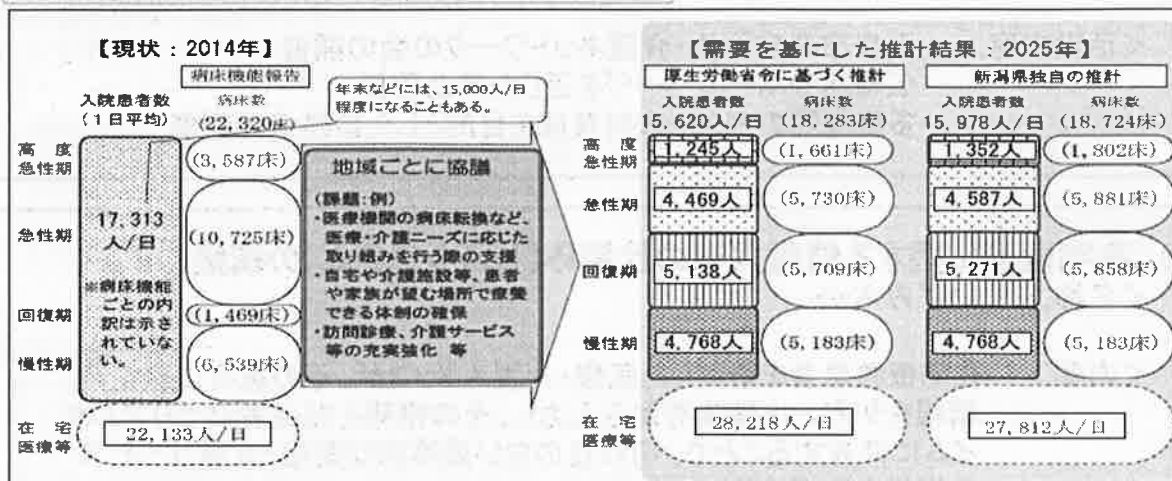 【現状：2014年】
病床機能報告
入院患者数
（1日平均）
病床数
(22,320床)
年末などには、15,000人/日
程度になることもある。
高度
急性期
急性期
回復期
慢性期
在宅
医療等
17,313
人/日
※病床機能
ごとの内
訳は示さ
れていな
い。
(3,587床)
(10,725床)
(1,469床)
(6,539床)
22,133人/日
地域ごとに協議
(課題:例)
・医療機関の病床転換など、
医療・介護ニーズに応じた
取り組みを行う際の支援
・自宅や介護施設等、患者
や家族が望む場所で療養
できる体制の確保
・訪問診療、介護サービス
等の充実強化 等
【需要を基にした推計結果：2025年】
厚生労働省令に基づく推計
入院患者数
15,620人/日
病床数
(18,283床)
高度
急性期
急性期
回復期
慢性期
在宅
医療等
1,245人
(1,661床)
4,469人
(5,730床)
5,138人
(5,709床)
4,768人
(5,183床)
28,218人/日
新潟県独自の推計
入院患者数
15,978人/日
病床数
(18,724床)
1,352人
(1,802床)
4,587人
(5,881床)
5,271人
(5,858床)
4,768人
(5,183床)
27,812人/日